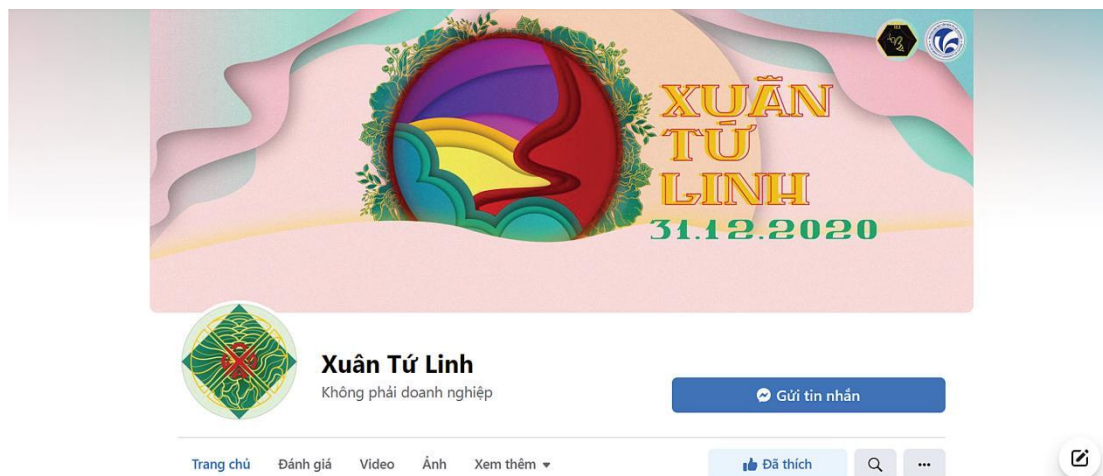 XUÂN
TỨ
LINH
31.12.2020
Xuân Tứ Linh
Không phải doanh nghiệp
Gửi tin nhắn
Trang chủ Đánh giá Video Ảnh Xem thêm
Đã thích